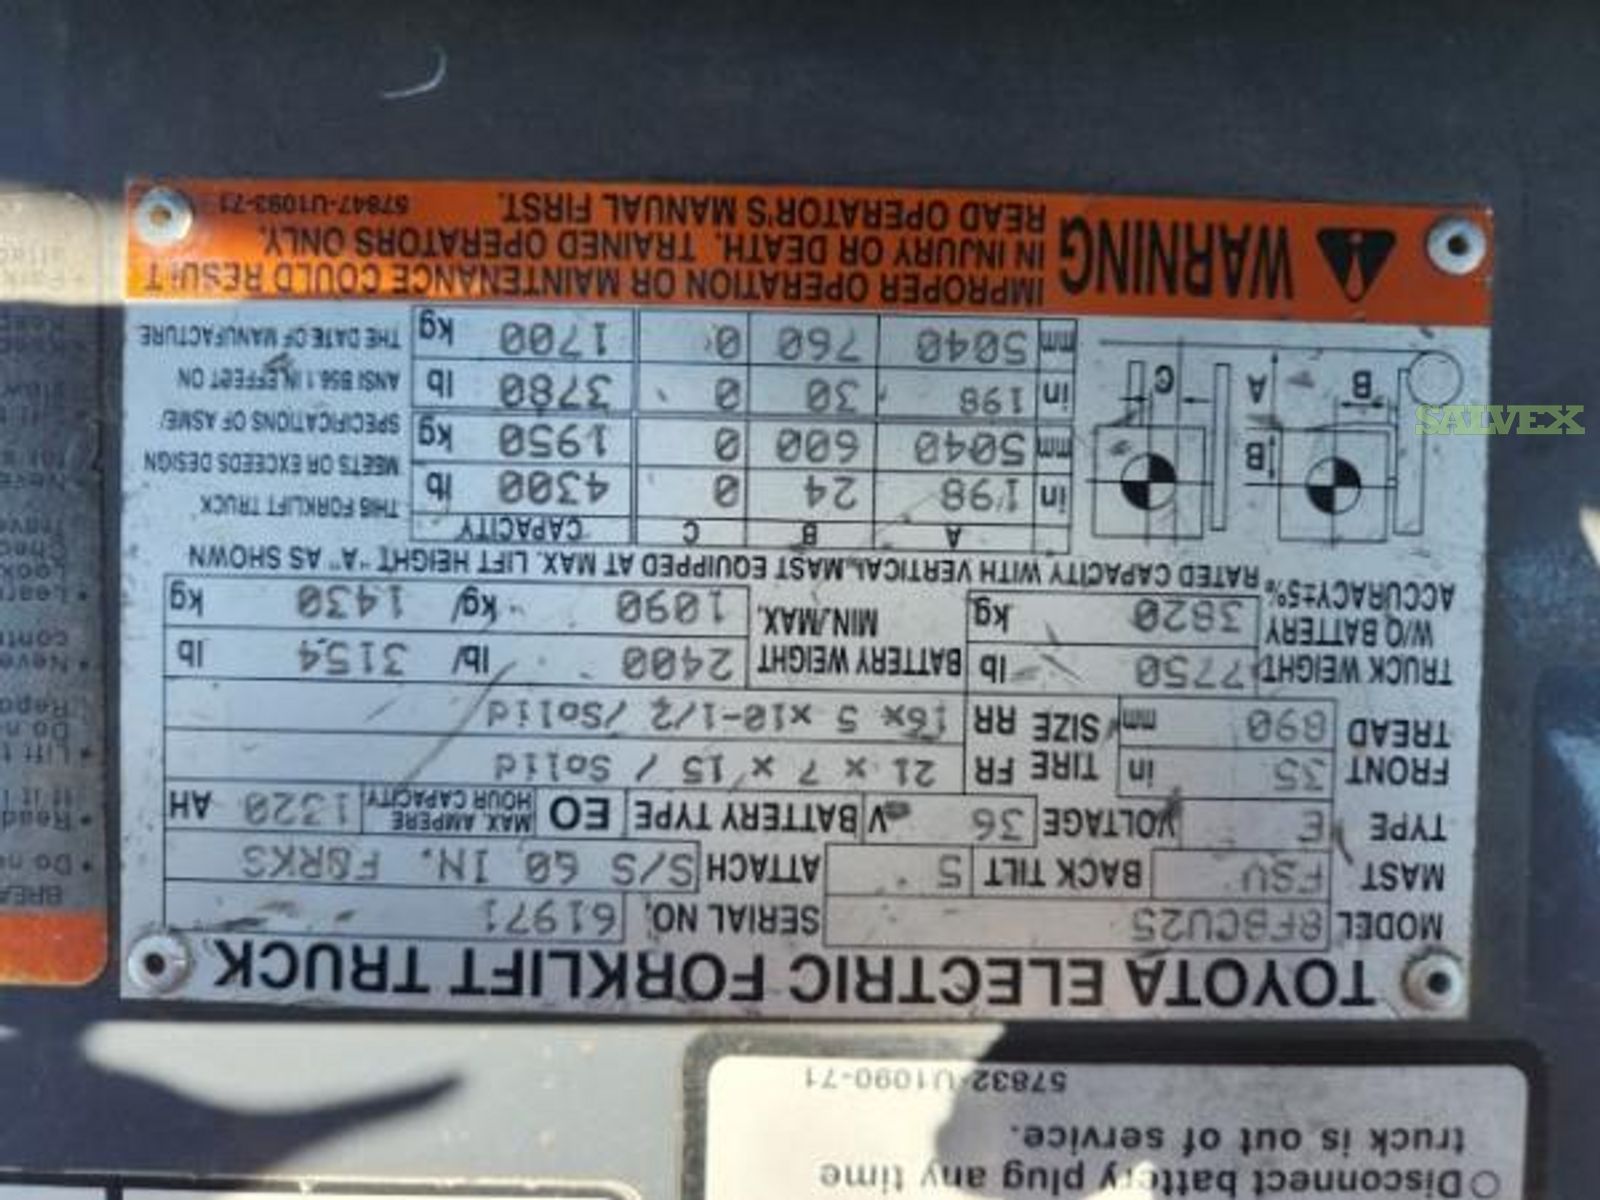 TOYOTA ELECTRIC FORKLIFT TRUCK
MODEL 8FBCU25 SERIAL NO. 61971
MAST FSV BACK TILT 5 ATTACH S/S 60 IN. FORKS
TYPE E VOLTAGE 36 V BATTERY TYPE EO MAX. AMPERE HOUR CAPACITY 1320 AH
FRONT TREAD 35 in TIRE SIZE FR 21 x 7 x 15 / Solid
890 mm RR 16x 5 x10-1/2 /Solid
TRUCK WEIGHT W/O BATTERY ACCURACY±5% 7750 lb BATTERY WEIGHT MIN./MAX. 2400 lb/ 3154 lb
3820 kg 1090 kg/ 1430 kg
RATED CAPACITY WITH VERTICAL MAST EQUIPPED AT MAX. LIFT HEIGHT "A" AS SHOWN
A B C CAPACITY
in 198 24 0 4300 lb
mm 5040 600 0 1950 kg
in 198 30 0 3780 lb
mm 5040 760 0 1700 kg
THIS FORKLIFT TRUCK
MEETS OR EXCEEDS DESIGN
SPECIFICATIONS OF ASME/
ANSI B56.1 IN EFFECT ON
THE DATE OF MANUFACTURE
B B
A C
WARNING
IMPROPER OPERATION OR MAINTENANCE COULD RESULT
IN INJURY OR DEATH. TRAINED OPERATORS ONLY.
READ OPERATOR'S MANUAL FIRST. 57847-U1093-71
Disconnect battery plug any time
truck is out of service.
57832-U1090-71
SALVEX